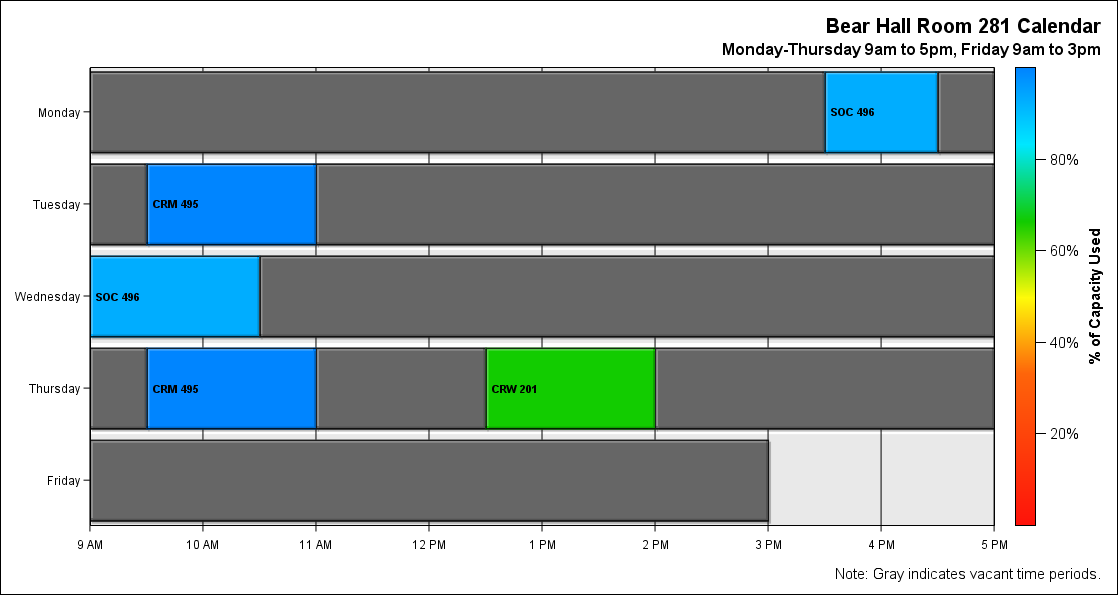 Bear Hall Room 281 Calendar
Monday-Thursday 9am to 5pm, Friday 9am to 3pm
Monday
SOC 496
Tuesday
CRM 495
Wednesday
SOC 496
Thursday
CRM 495
CRW 201
Friday
9 AM
10 AM
11 AM
12 PM
1 PM
2 PM
3 PM
4 PM
5 PM
80%
60%
40%
20%
% of Capacity Used
Note: Gray indicates vacant time periods.